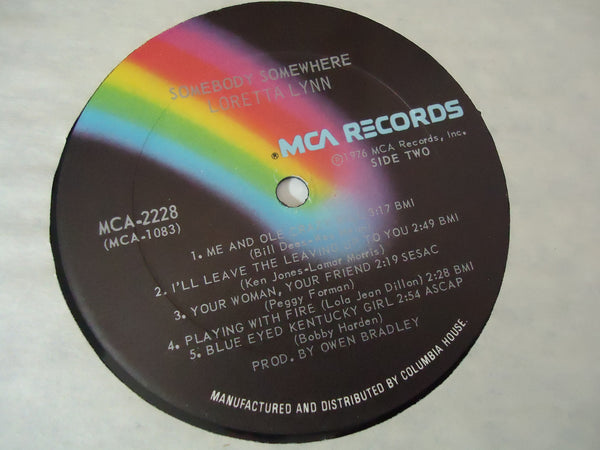 SOMEBODY SOMEWHERE
LORETTA LYNN
MCA RECORDS
®
Ⓟ1976 MCA Records, Inc.
SIDE TWO
MCA-2228
(MCA-1083)
1. ME AND OLE 3:17 BMI
(Bill
2. I'LL LEAVE THE LEAVING UP TO YOU 2:49 BMI
(Ken Jones-Lamar Morris)
3. YOUR WOMAN, YOUR FRIEND 2:19 SESAC
(Peggy Forman)
4. PLAYING WITH FIRE (Lola Jean Dillon) 2:28 BMI
5. BLUE EYED KENTUCKY GIRL 2:54 ASCAP
(Bobby Harden)
PROD. BY OWEN BRADLEY
MANUFACTURED AND DISTRIBUTED BY COLUMBIA HOUSE.